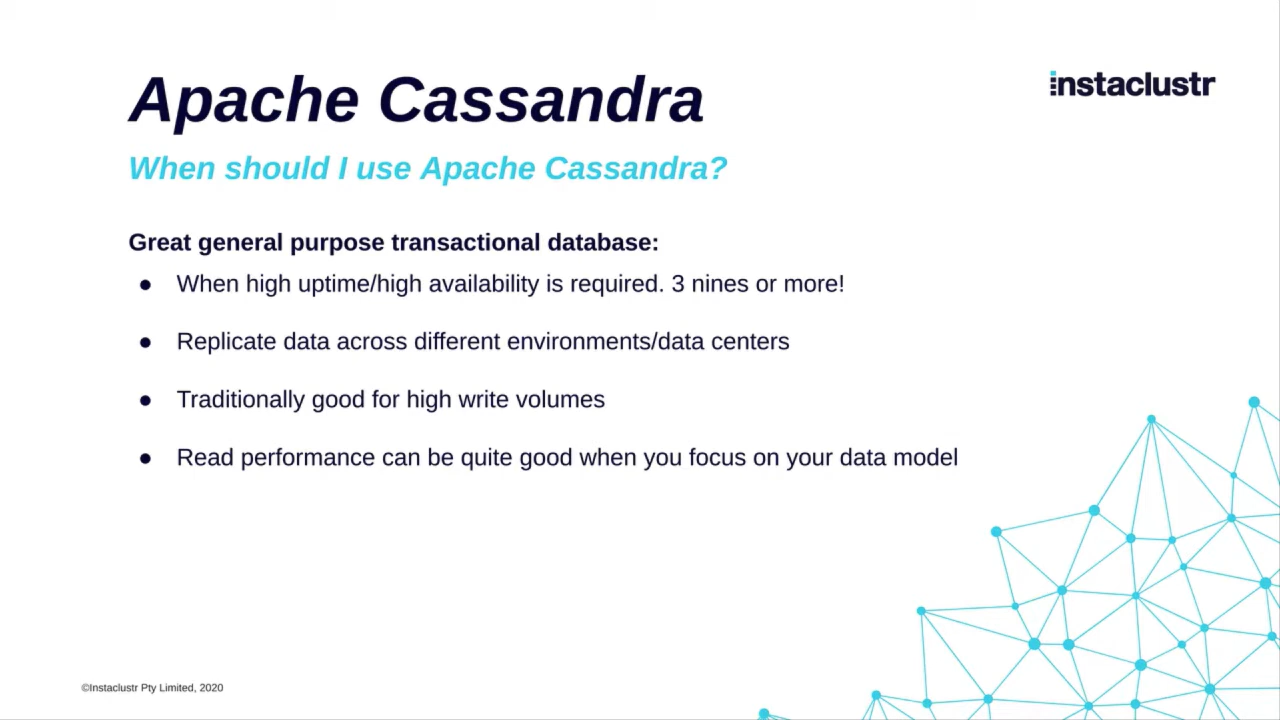 Apache Cassandra
instaclustr
When should I use Apache Cassandra?
Great general purpose transactional database:
● When high uptime/high availability is required. 3 nines or more!
● Replicate data across different environments/data centers
● Traditionally good for high write volumes
● Read performance can be quite good when you focus on your data model
©Instaclustr Pty Limited, 2020